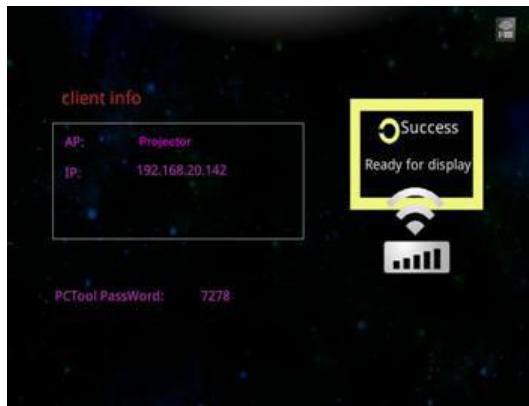 client info
AP: Projector
IP: 192.168.20.142
PCTool PassWord: 7278
Success
Ready for display